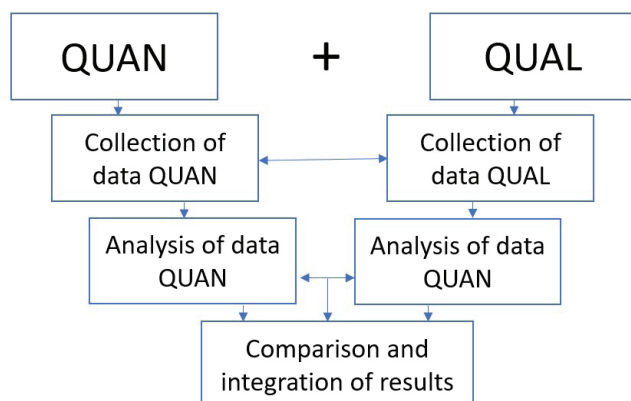 QUAN + QUAL
Collection of
data QUAN
Collection of
data QUAL
Analysis of data
QUAN
Analysis of data
QUAN
Comparison and
integration of results